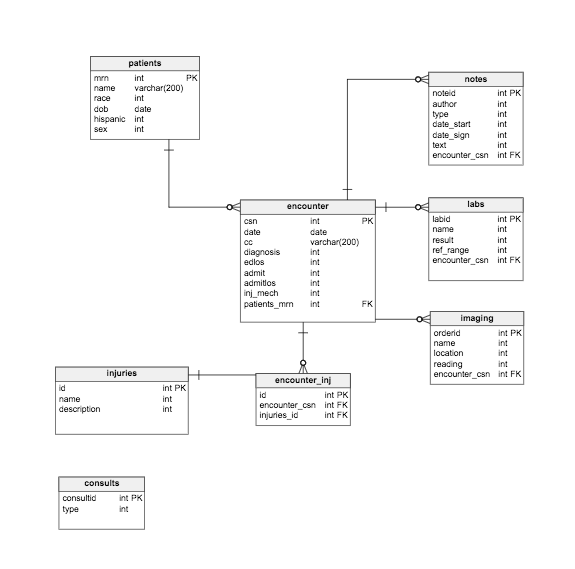 patients
mrn int PK
name varchar(200)
race int
dob date
hispanic int
sex int
notes
noteid int PK
author int
type int
date_start int
date_sign int
text int
encounter_csn int FK
encounter
csn int PK
date date
cc varchar(200)
diagnosis int
edlos int
admit int
admitlos int
inj_mech int
patients_mrn int FK
labs
labid int PK
name int
result int
ref_range int
encounter_csn int FK
imaging
orderid int PK
name int
location int
reading int
encounter_csn int FK
injuries
id int PK
name int
description int
encounter_inj
id int PK
encounter_csn int FK
injuries_id int FK
consults
consultid int PK
type int